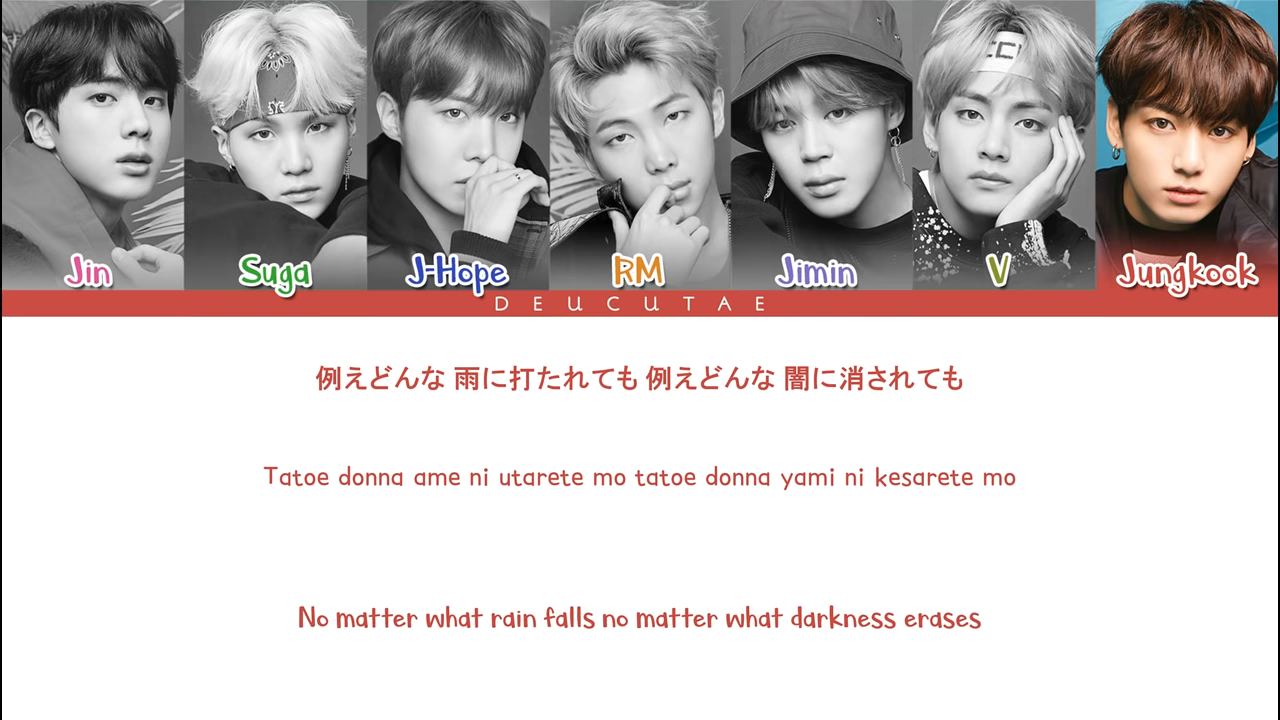 Jin
Suga
J-Hope
RM
Jimin
V
Jungkook
DEUCUTAE
例えどんな 雨に打たれても 例えどんな 闇に消されても
Tatoe donna ame ni utarete mo tatoe donna yami ni kesarete mo
No matter what rain falls no matter what darkness erases